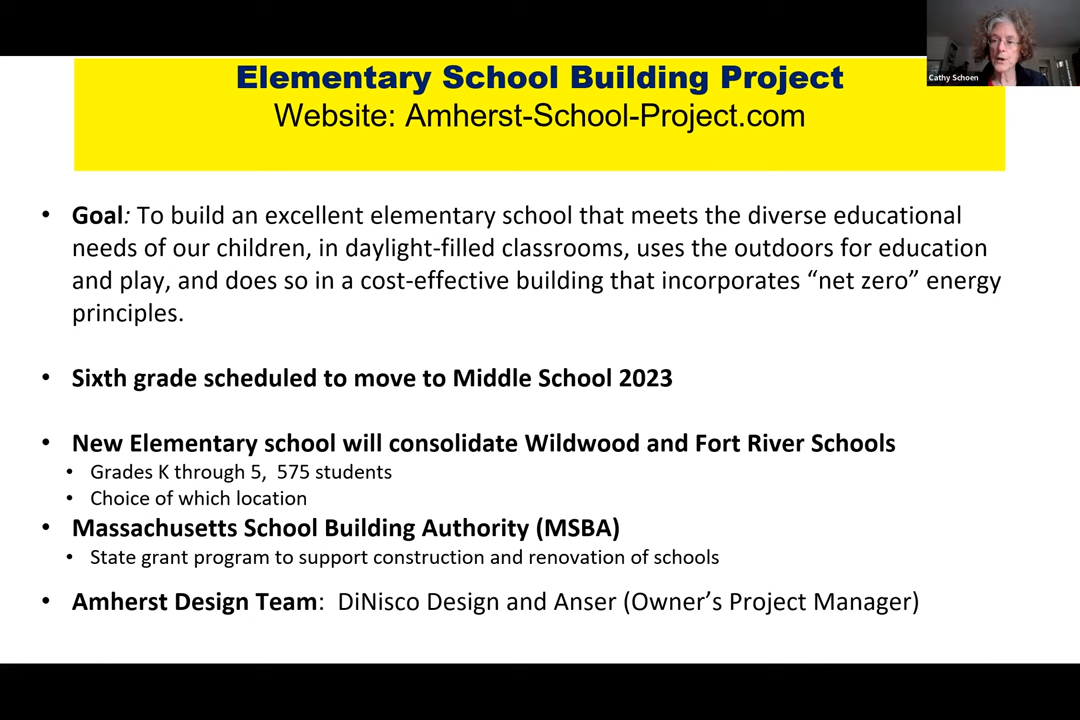 Elementary School Building Project
Website: Amherst-School-Project.com
Cathy Schoen
• Goal: To build an excellent elementary school that meets the diverse educational
needs of our children, in daylight-filled classrooms, uses the outdoors for education
and play, and does so in a cost-effective building that incorporates “net zero” energy
principles.
• Sixth grade scheduled to move to Middle School 2023
• New Elementary school will consolidate Wildwood and Fort River Schools
• Grades K through 5,  575 students
• Choice of which location
• Massachusetts School Building Authority (MSBA)
• State grant program to support construction and renovation of schools
• Amherst Design Team:  DiNisco Design and Anser (Owner’s Project Manager)